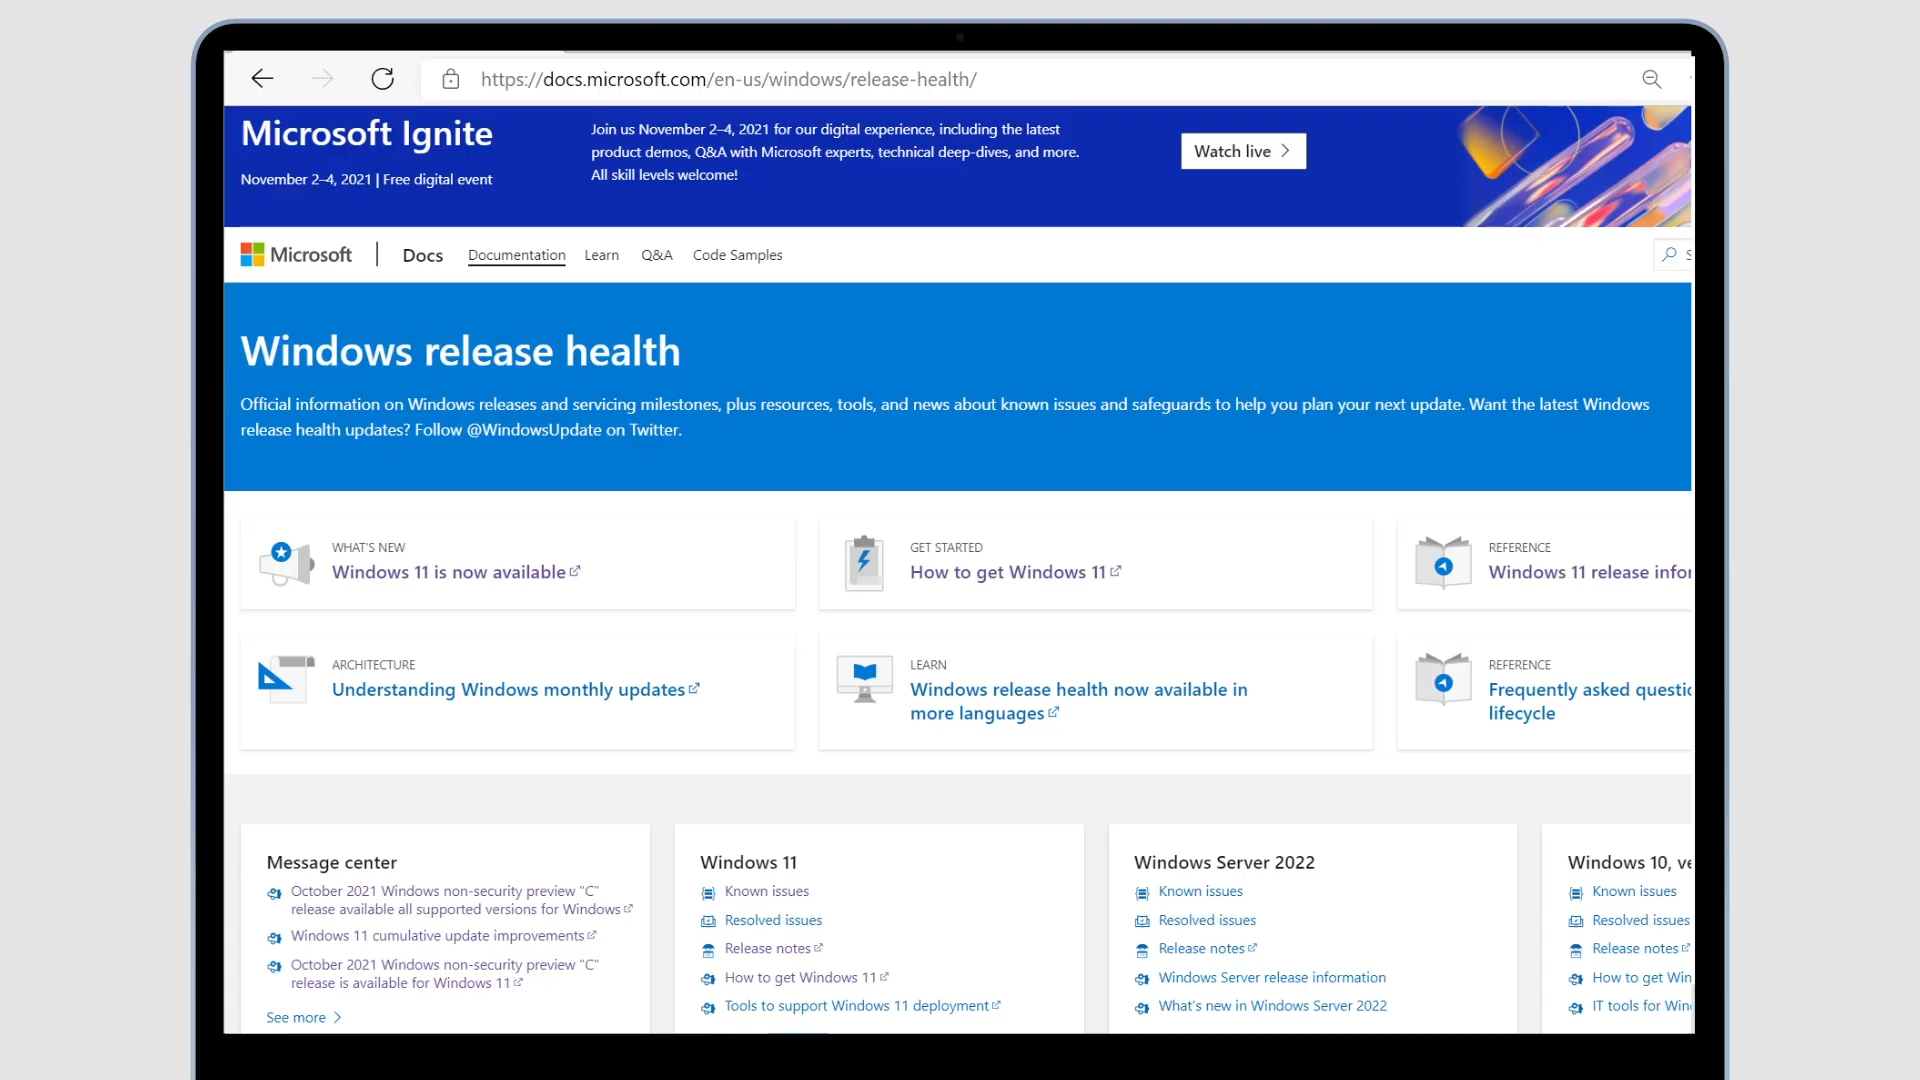 https://docs.microsoft.com/en-us/windows/release-health/
Microsoft Ignite
November 2–4, 2021 | Free digital event
Join us November 2–4, 2021 for our digital experience, including the latest
product demos, Q&A with Microsoft experts, technical deep-dives, and more.
All skill levels welcome!
Watch live
Microsoft
Docs
Documentation
Learn
Q&A
Code Samples
Windows release health
Official information on Windows releases and servicing milestones, plus resources, tools, and news about known issues and safeguards to help you plan your next update. Want the latest Windows
release health updates? Follow @WindowsUpdate on Twitter.
WHAT'S NEW
Windows 11 is now available
GET STARTED
How to get Windows 11
REFERENCE
Windows 11 release
ARCHITECTURE
Understanding Windows monthly updates
LEARN
Windows release health now available in
more languages
REFERENCE
Frequently asked
lifecycle
Message center
October 2021 Windows non-security preview "C"
release available all supported versions for Windows
Windows 11 cumulative update improvements
October 2021 Windows non-security preview "C"
release is available for Windows 11
See more
Windows 11
Known issues
Resolved issues
Release notes
How to get Windows 11
Tools to support Windows 11 deployment
Windows Server 2022
Known issues
Resolved issues
Release notes
Windows Server release information
What's new in Windows Server 2022
Windows 10,
Known issues
Resolved issues
Release notes
How to get
IT tools for